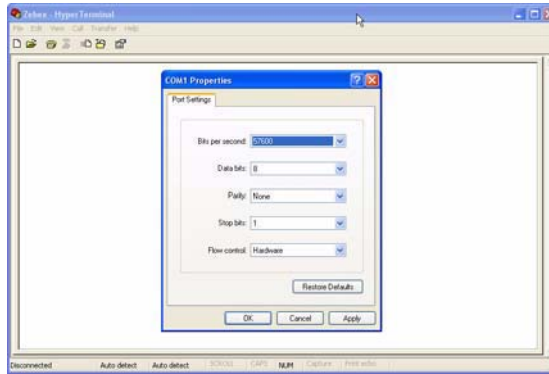 Zebex - HyperTerminal
File Edit View Call Transfer Help
COM1 Properties
Port Settings
Bits per second: 57600
Data bits: 8
Parity: None
Stop bits: 1
Flow control: Hardware
Restore Defaults
OK Cancel Apply
Disconnected Auto detect Auto detect SCROLL CAPS NUM Capture Print echo